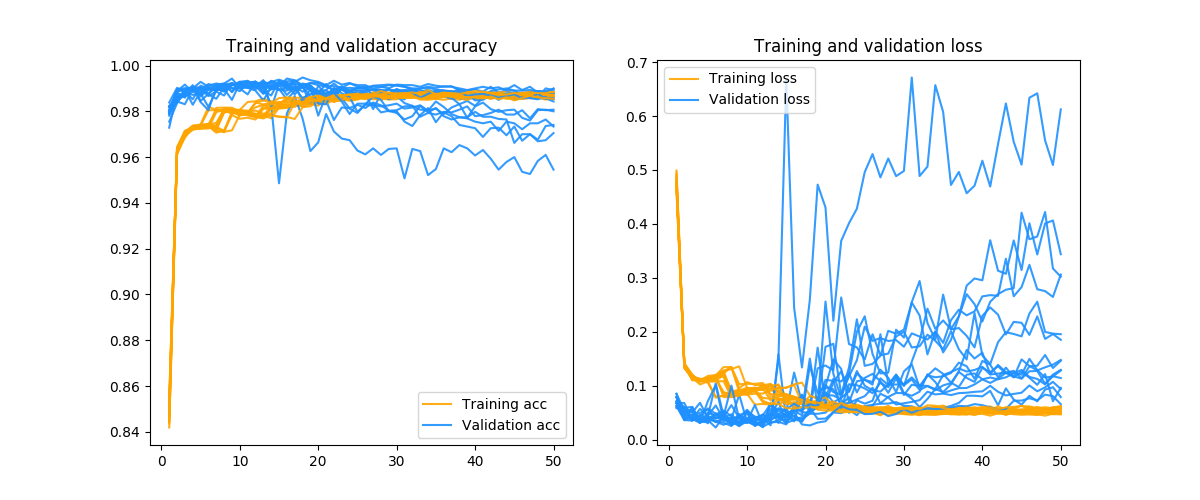 Training and validation accuracy
1.00
0.98
0.96
0.94
0.92
0.90
0.88
0.86
0.84
Training acc
Validation acc
0 10 20 30 40 50
Training and validation loss
0.7
0.6
0.5
0.4
0.3
0.2
0.1
0.0
Training loss
Validation loss
0 10 20 30 40 50